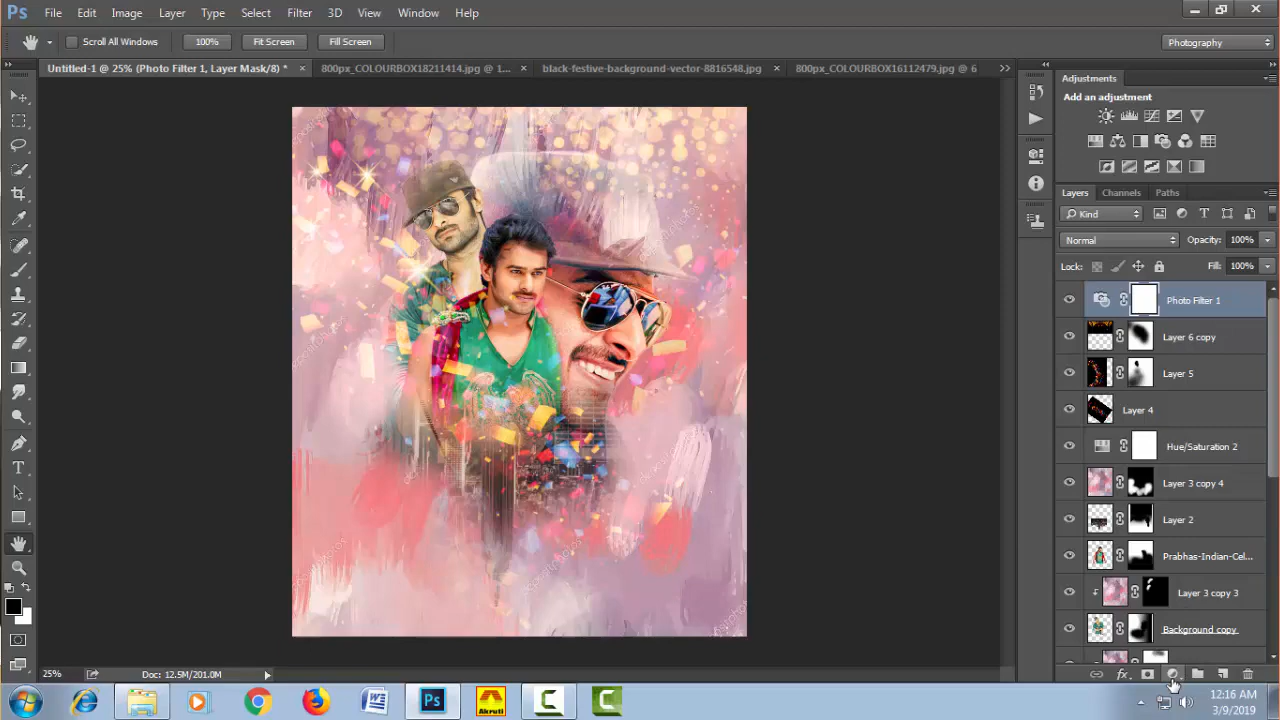 Ps File Edit Image Layer Type Select Filter 3D View Window Help
Scroll All Windows 100% Fit Screen Fill Screen Photography
Untitled-1 @ 25% (Photo Filter 1, Layer Mask/8) * × 800px_COLOURBOX18211414.jpg @ 1... × black-festive-background-vector-8816548.jpg × 800px_COLOURBOX16112479.jpg @ 6
Adjustments
Add an adjustment
Layers Channels Paths
Kind
Normal Opacity: 100%
Lock: Fill: 100%
Photo Filter 1
Layer 6 copy
Layer 5
Layer 4
Hue/Saturation 2
Layer 3 copy 4
Layer 2
Prabhas-Indian-Cel...
Layer 3 copy 3
Background copy
25% Doc: 12.5M/201.0M
Ps Akruti
12:16 AM
3/9/2019